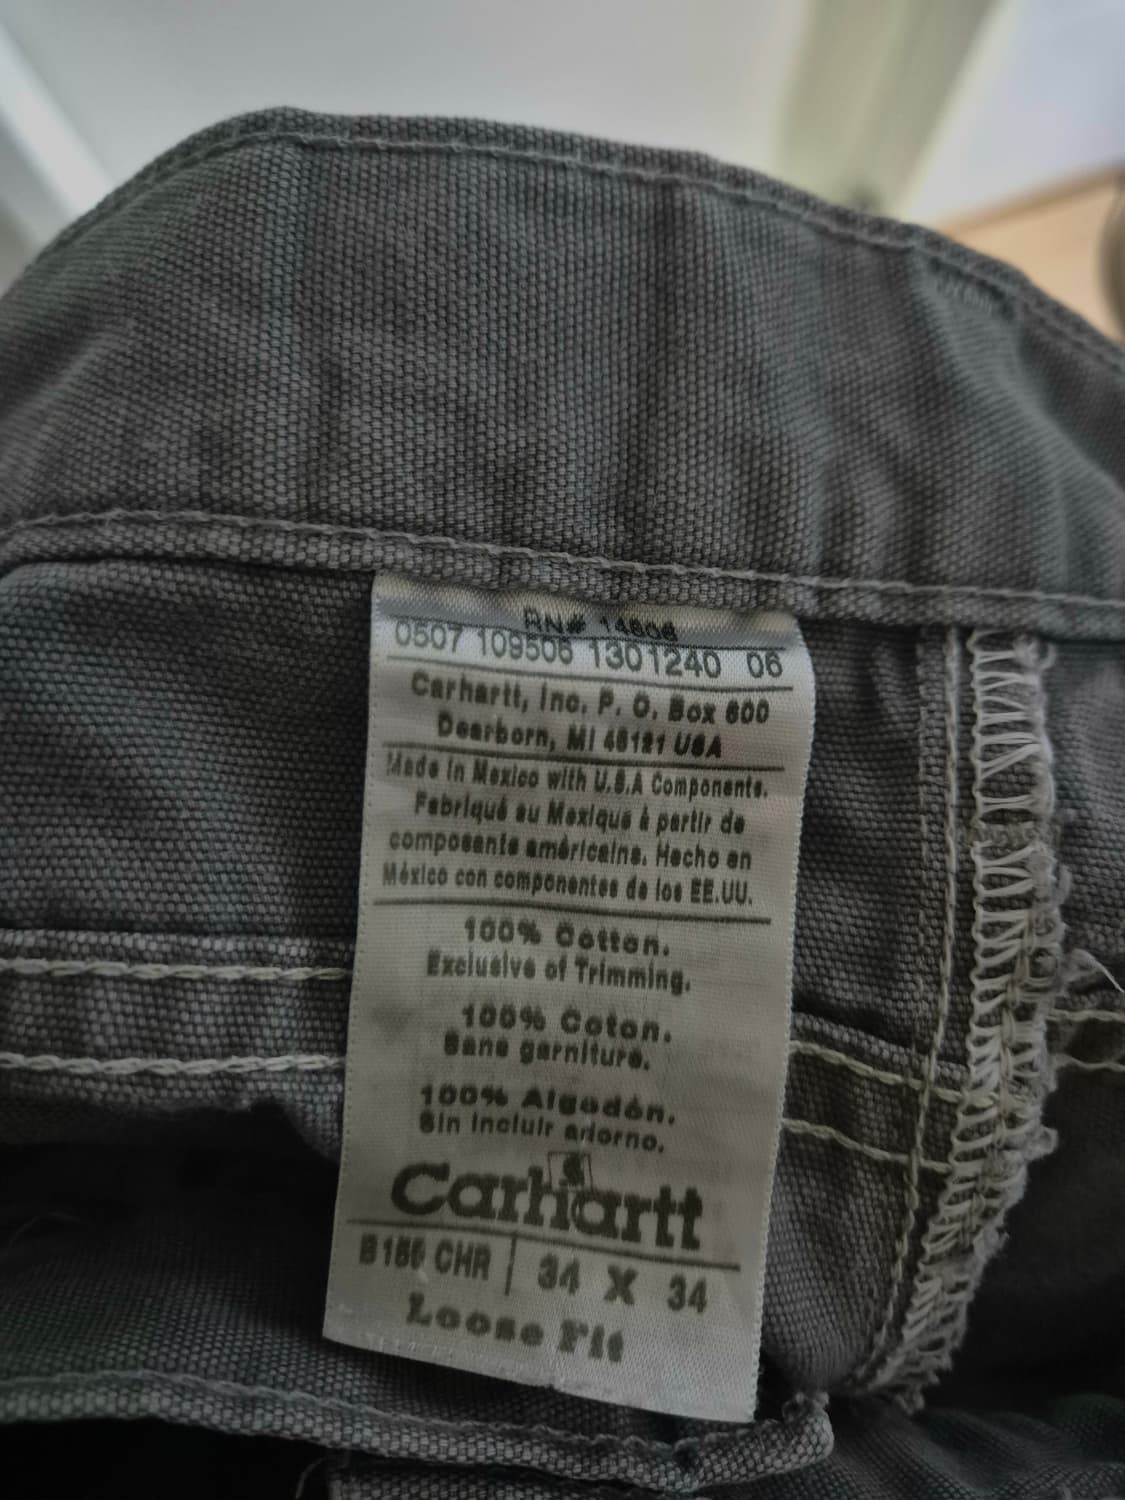 RN# 14806
0507 109506 1301240 06
Carhartt, Inc. P. O. Box 600
Dearborn, MI 48121 USA
Made in Mexico with U.S.A Components.
Fabriqué au Mexique à partir de
composants américains. Hecho en
México con componentes de los EE.UU.
100% Cotton.
Exclusive of Trimming.
100% Coton.
Sans garniture.
100% Algodón.
Sin incluir adorno.
Carhartt
CHR 34 X 34
Loose Fit